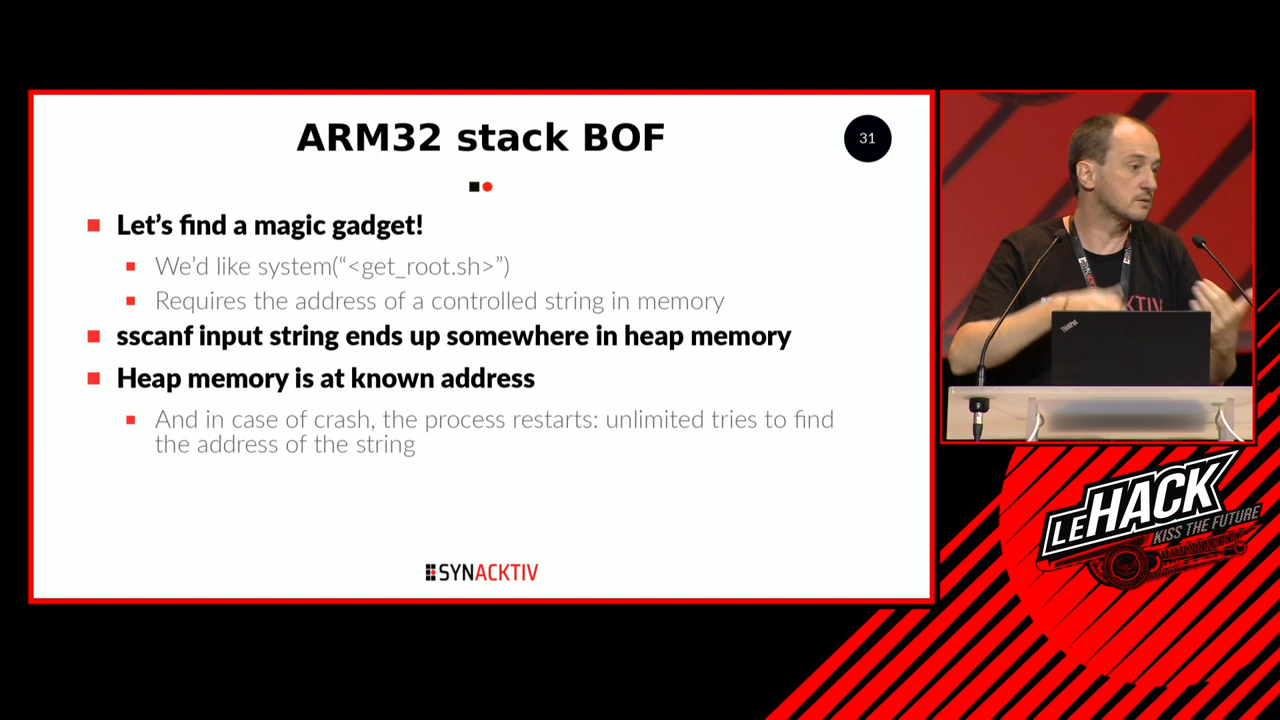 ARM32 stack BOF
31
Let's find a magic gadget!
We'd like system(“<get_root.sh>”)
Requires the address of a controlled string in memory
sscanf input string ends up somewhere in heap memory
Heap memory is at known address
And in case of crash, the process restarts: unlimited tries to find
the address of the string
SYNACKTIV
ThinkPad
LEHACK
KISS THE FUTURE